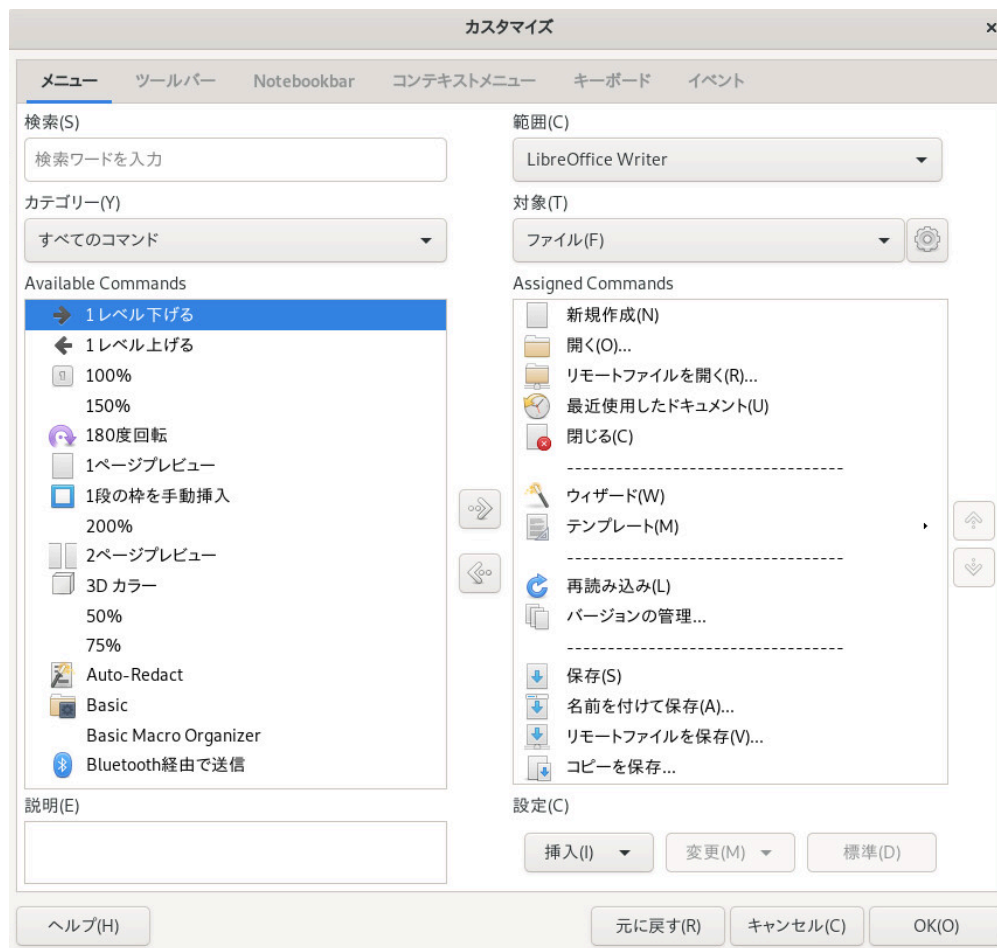 カスタマイズ
メニュー ツールバー Notebookbar コンテキストメニュー キーボード イベント
検索(S)
検索ワードを入力
カテゴリー(Y)
すべてのコマンド
Available Commands
1レベル下げる
1レベル上げる
100%
150%
180度回転
1ページプレビュー
1段の枠を手動挿入
200%
2ページプレビュー
3D カラー
50%
75%
Auto-Redact
Basic
Basic Macro Organizer
Bluetooth経由で送信
説明(E)
範囲(C)
LibreOffice Writer
対象(T)
ファイル(F)
Assigned Commands
新規作成(N)
開く(O)...
リモートファイルを開く(R)...
最近使用したドキュメント(U)
閉じる(C)
----------------------------------
ウィザード(W)
テンプレート(M)
----------------------------------
再読み込み(L)
バージョンの管理...
----------------------------------
保存(S)
名前を付けて保存(A)...
リモートファイルを保存(V)...
コピーを保存...
設定(C)
挿入(I) 変更(M) 標準(D)
ヘルプ(H) 元に戻す(R) キャンセル(C) OK(O)